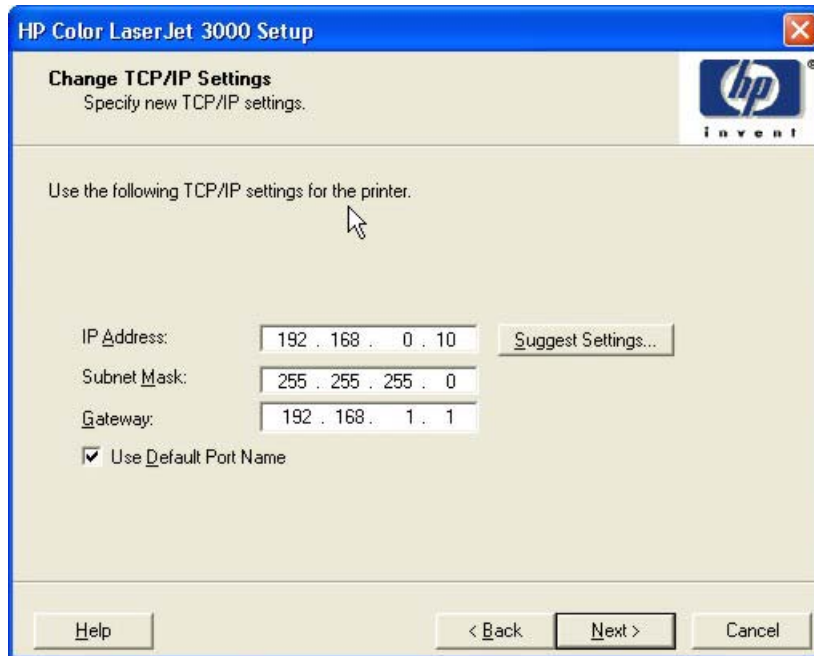 HP Color LaserJet 3000 Setup
Change TCP/IP Settings
Specify new TCP/IP settings.
hp
®
invent
Use the following TCP/IP settings for the printer.
IP Address: 192 . 168 . 0 . 10 Suggest Settings...
Subnet Mask: 255 . 255 . 255 . 0
Gateway: 192 . 168 . 1 . 1
Use Default Port Name
Help < Back Next > Cancel